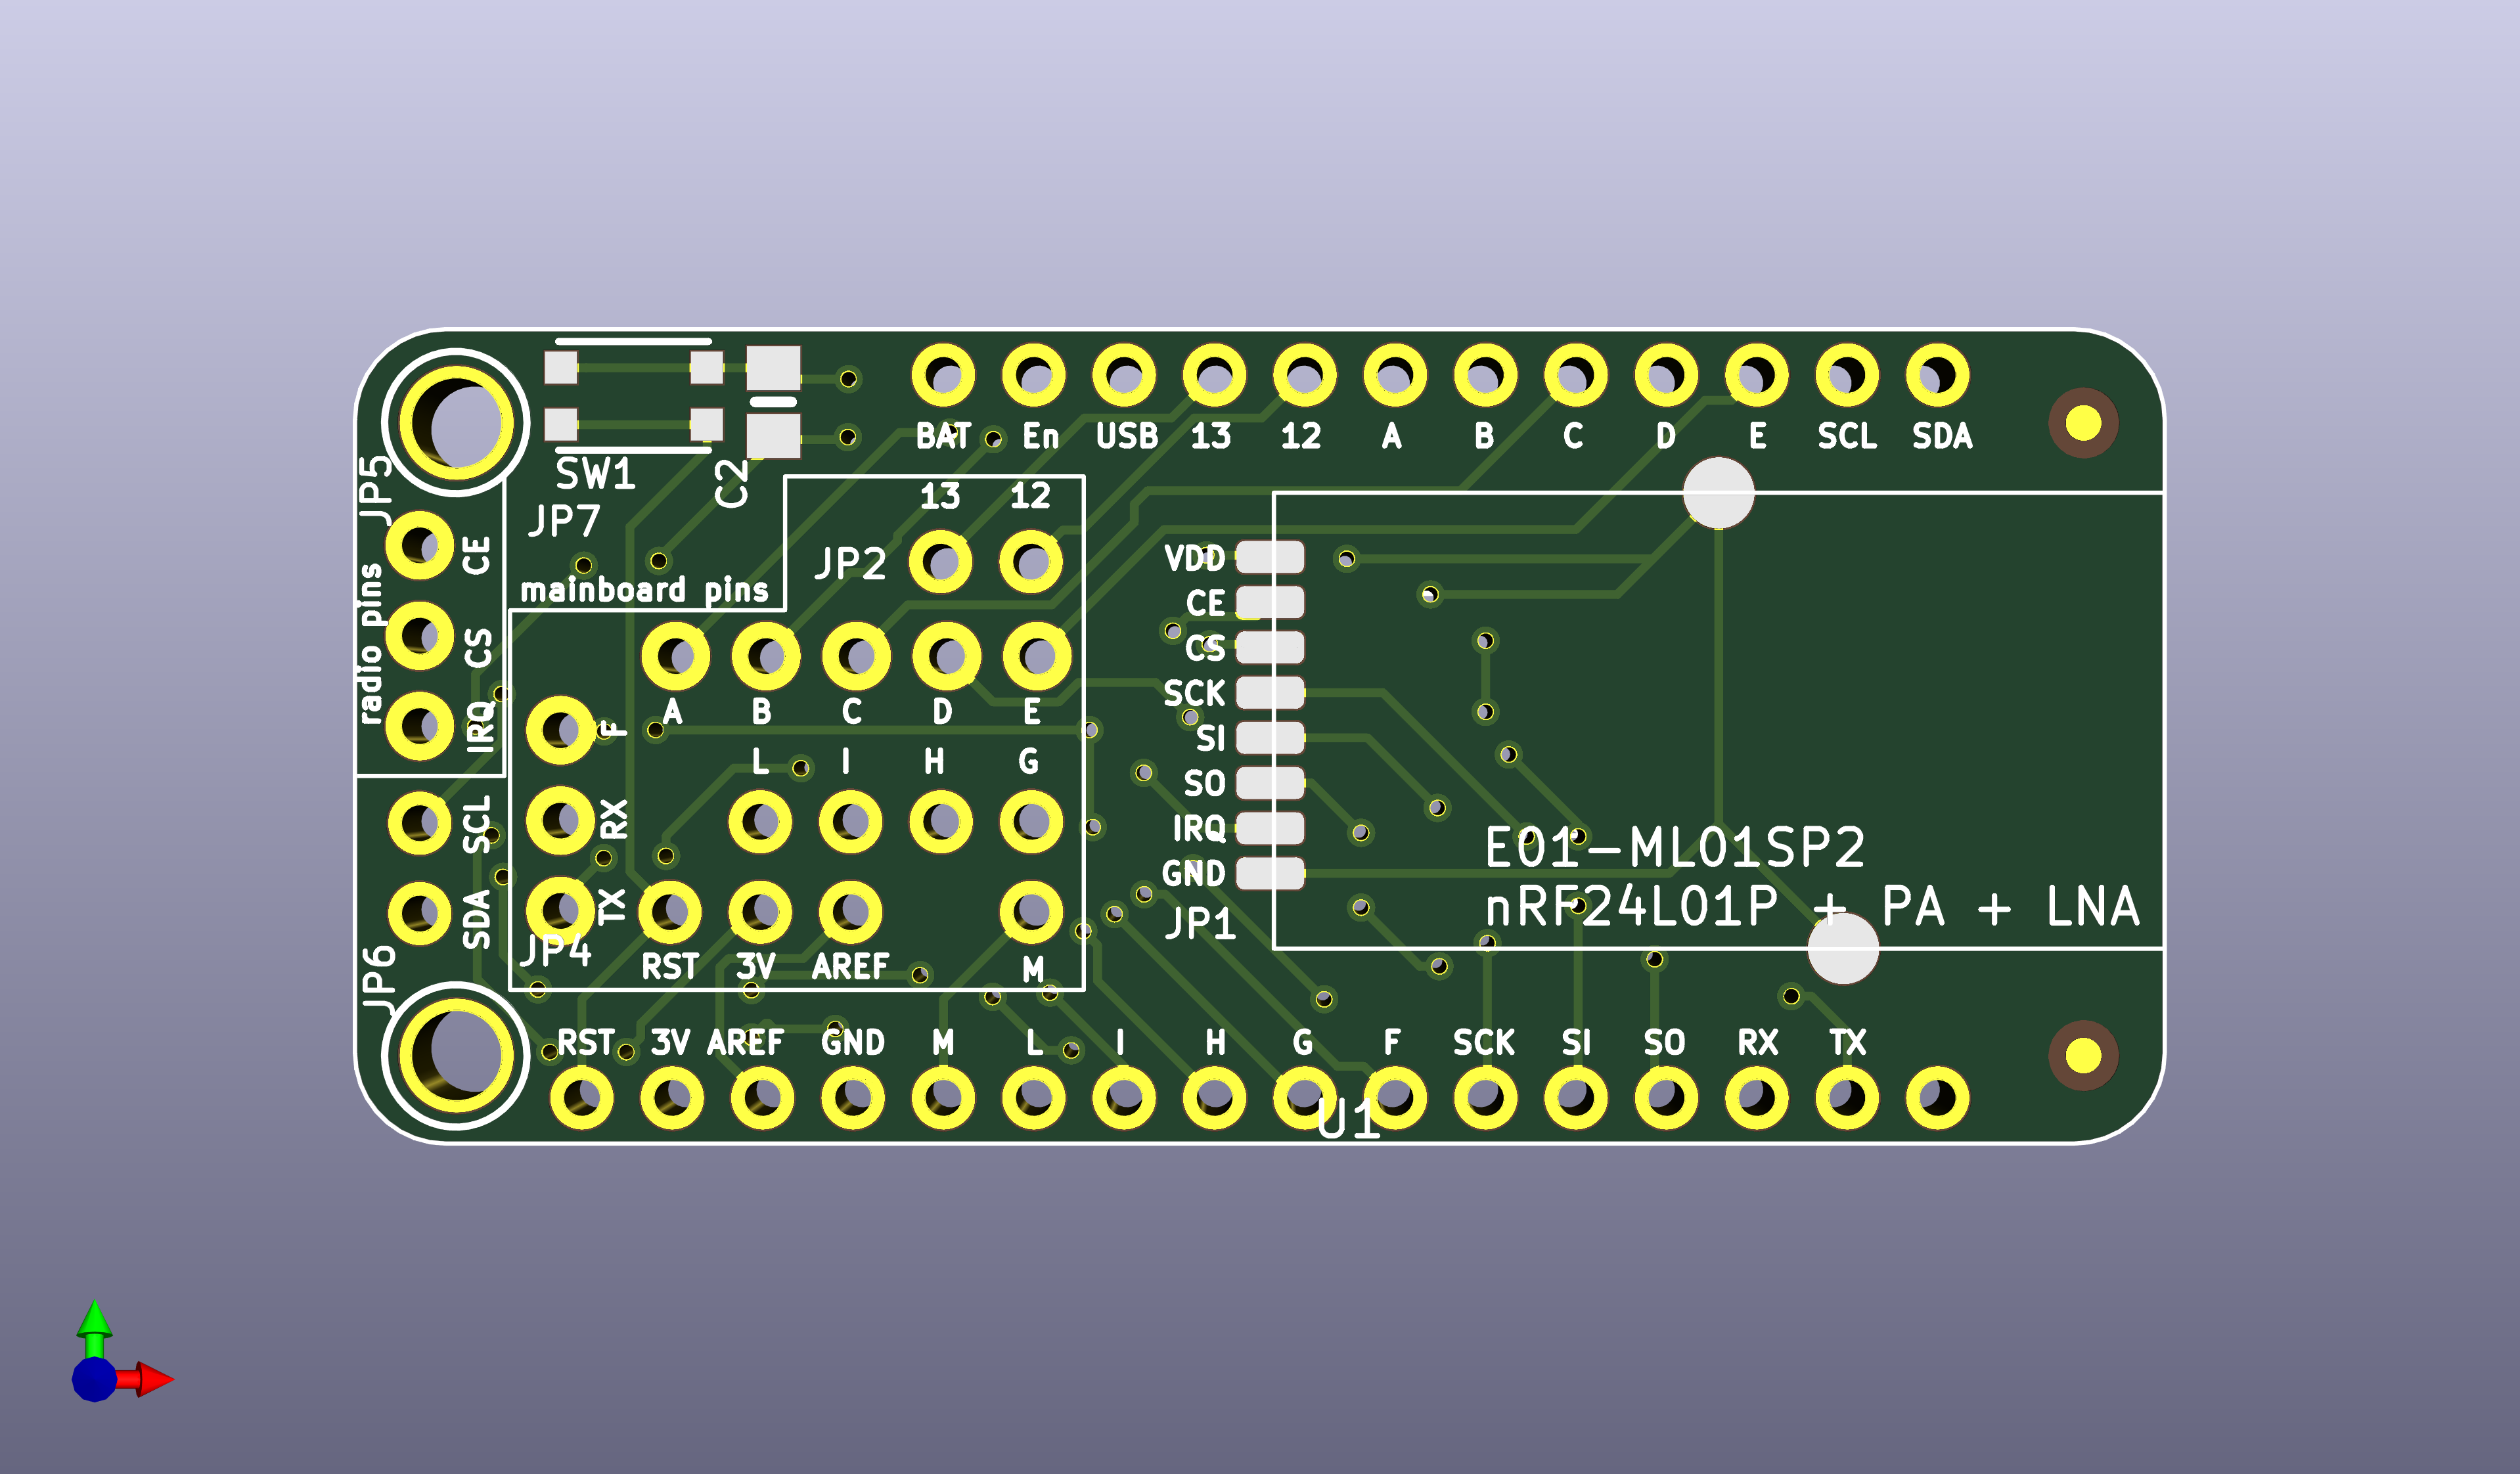 BAT En USB 13 12 A B C D E SCL SDA
SW1
C2
JP5
JP7
13 12
JP2
mainboard pins
radio pins
CE
CS
IRQ
A B C D E
F
L I H G
RX
TX
SCL
SDA
JP4
JP6
RST 3V AREF M
VDD
CE
CS
SCK
SI
SO
IRQ
GND
JP1
E01-ML01SP2
nRF24L01P + PA + LNA
RST 3V AREF GND M L I H G F SCK SI SO RX TX
U1